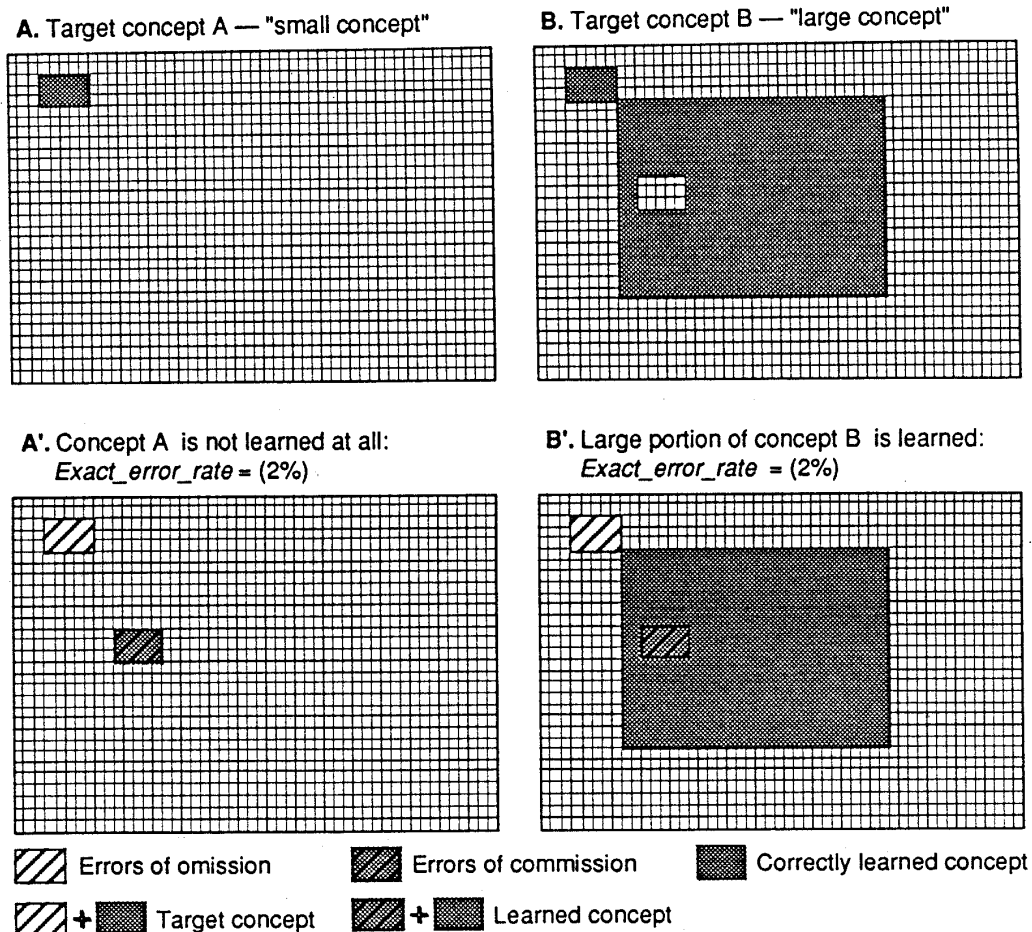 A. Target concept A — "small concept"
B. Target concept B — "large concept"
A'. Concept A is not learned at all:
Exact_error_rate = (2%)
B'. Large portion of concept B is learned:
Exact_error_rate = (2%)
Errors of omission
Errors of commission
Correctly learned concept
+ Target concept
+ Learned concept